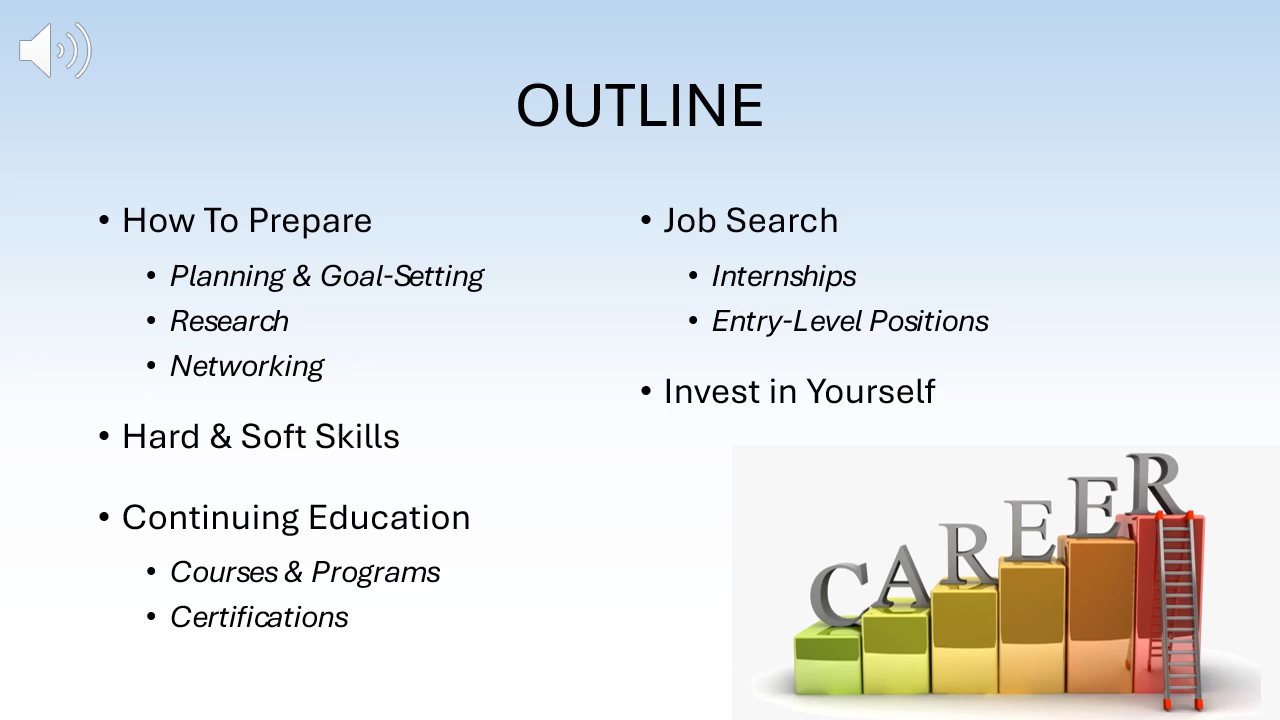 OUTLINE
• How To Prepare
• Planning & Goal-Setting
• Research
• Networking
• Hard & Soft Skills
• Continuing Education
• Courses & Programs
• Certifications
• Job Search
• Internships
• Entry-Level Positions
• Invest in Yourself
CAREER